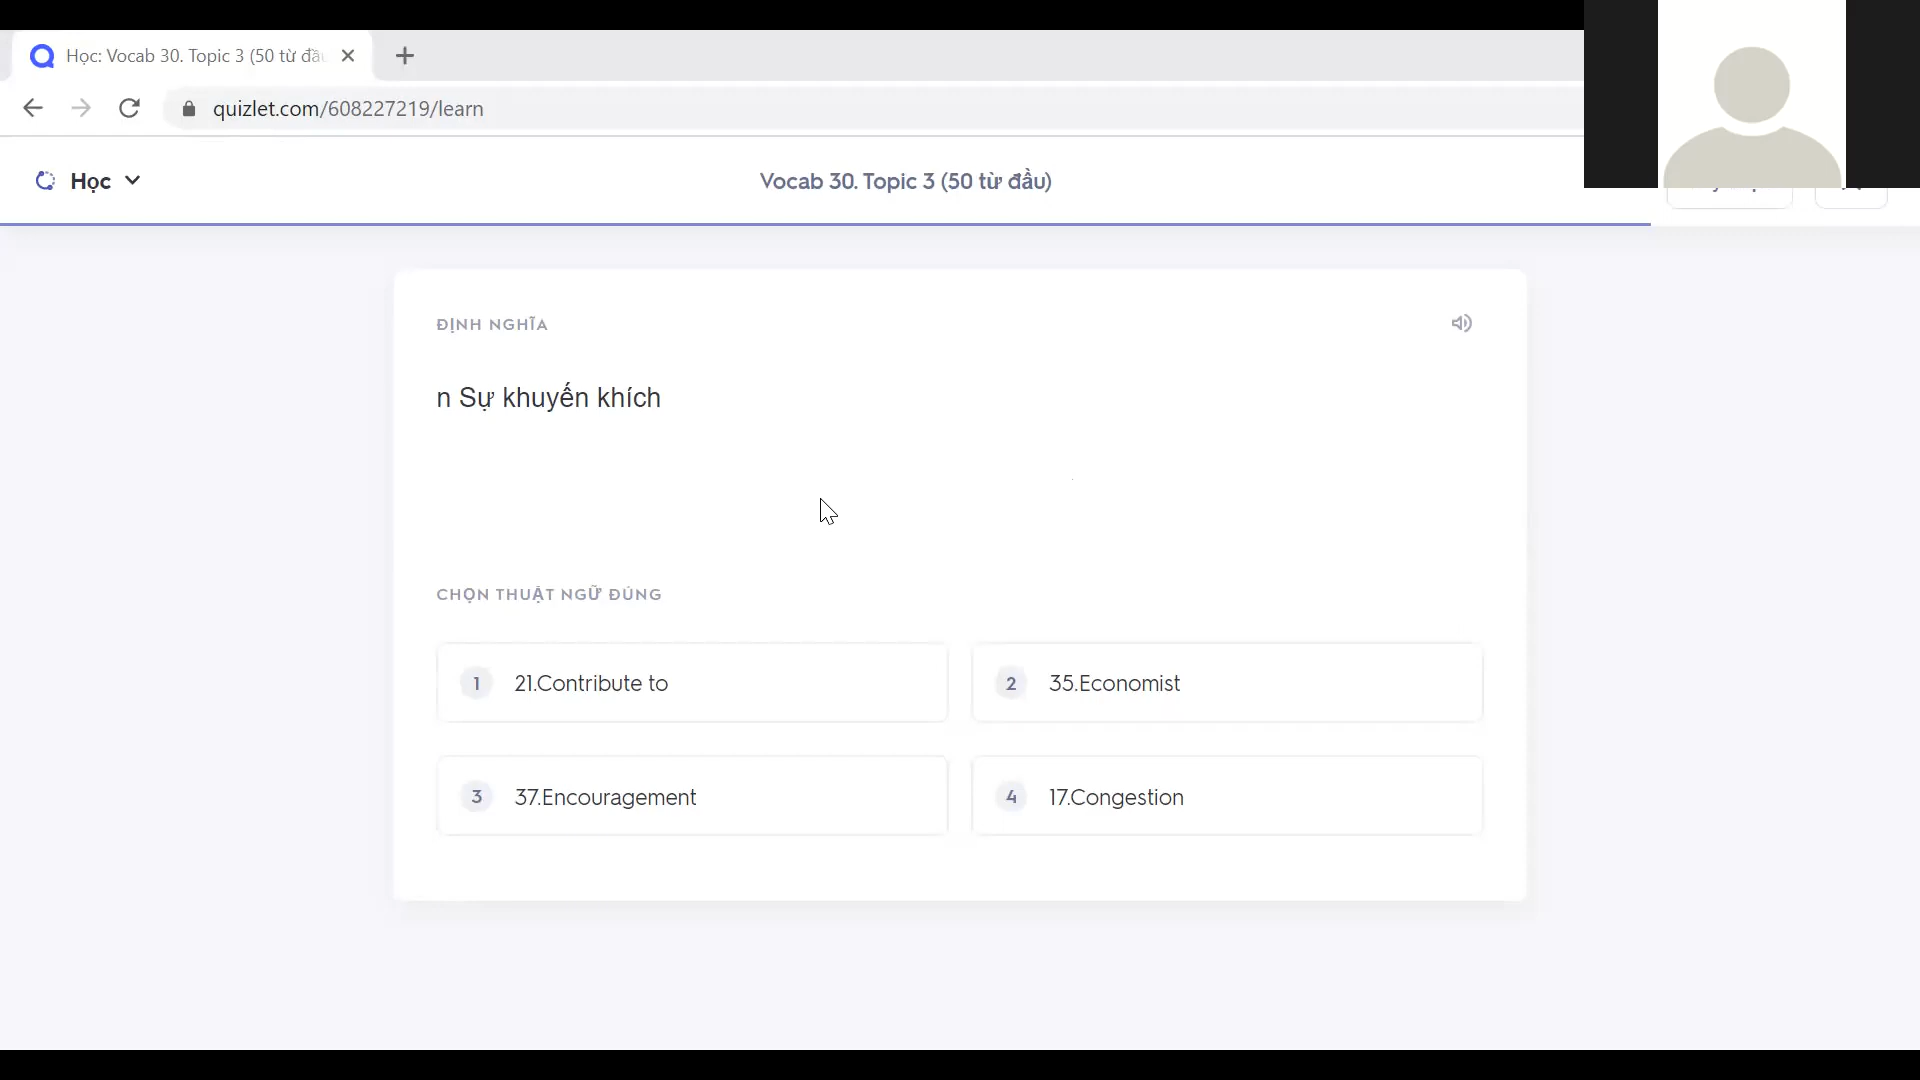 Học: Vocab 30. Topic 3 (50 từ đầu
quizlet.com/608227219/learn
Học
Vocab 30. Topic 3 (50 từ đầu)
ĐỊNH NGHĨA
n Sự khuyến khích
CHỌN THUẬT NGỮ ĐÚNG
1 21.Contribute to
2 35.Economist
3 37.Encouragement
4 17.Congestion